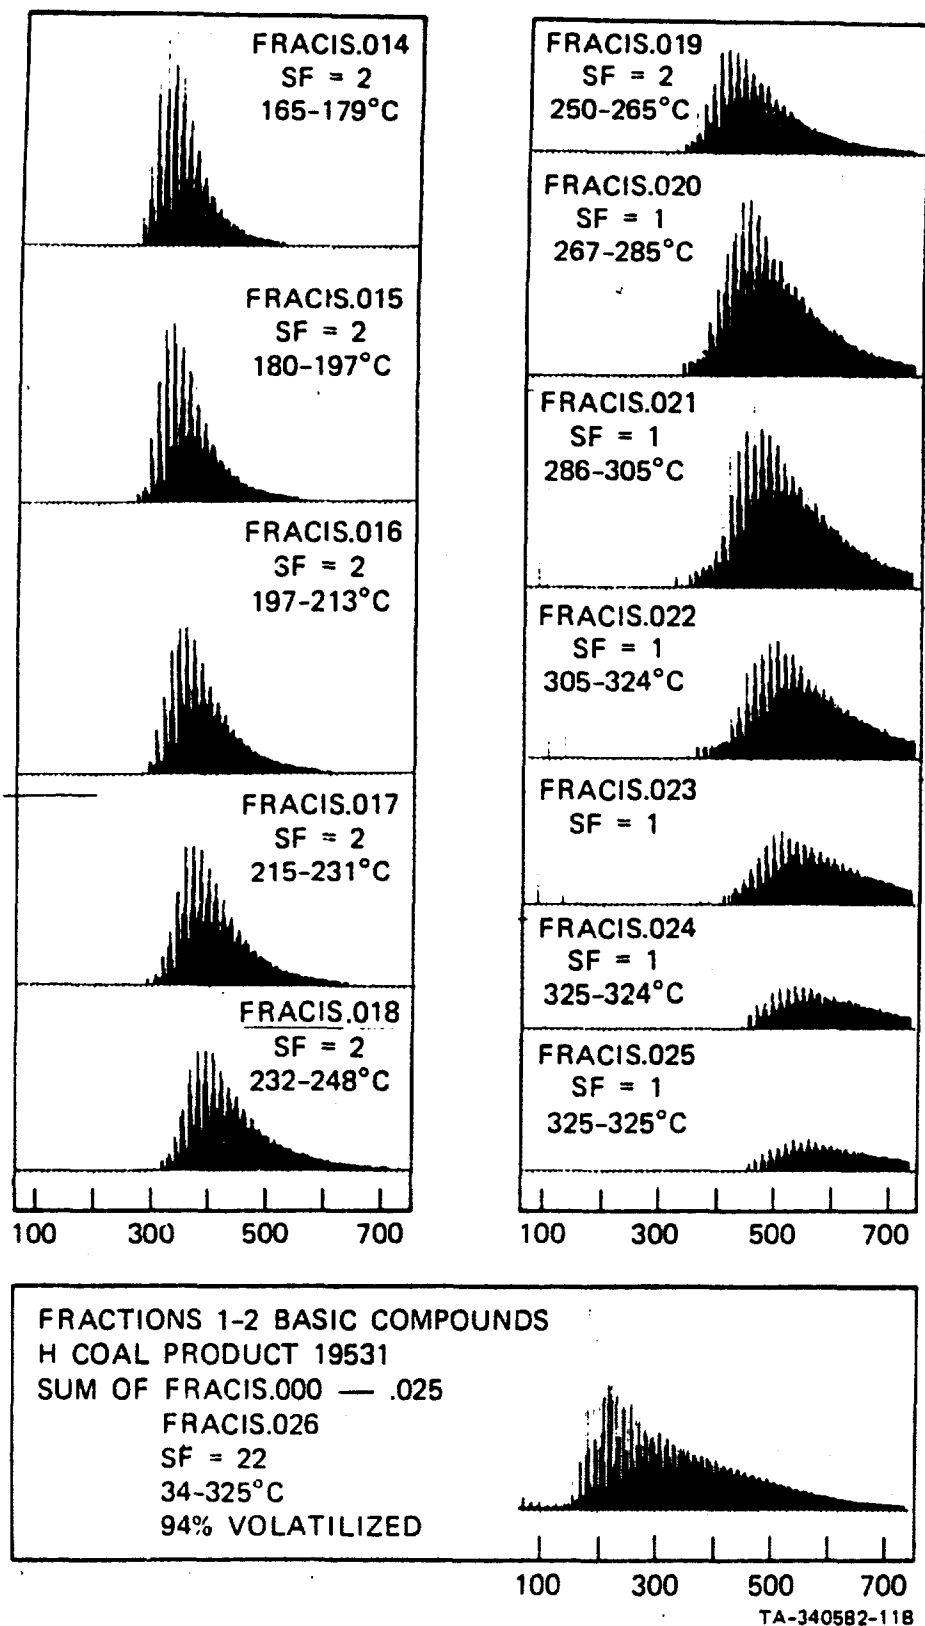 FRACIS.014
SF = 2
165-179°C
FRACIS.015
SF = 2
180-197°C
FRACIS.016
SF = 2
197-213°C
FRACIS.017
SF = 2
215-231°C
FRACIS.018
SF = 2
232-248°C
100 300 500 700
FRACIS.019
SF = 2
250-265°C
FRACIS.020
SF = 1
267-285°C
FRACIS.021
SF = 1
286-305°C
FRACIS.022
SF = 1
305-324°C
FRACIS.023
SF = 1
FRACIS.024
SF = 1
325-324°C
FRACIS.025
SF = 1
325-325°C
100 300 500 700
FRACTIONS 1-2 BASIC COMPOUNDS
H COAL PRODUCT 19531
SUM OF FRACIS.000 — .025
FRACIS.026
SF = 22
34-325°C
94% VOLATILIZED
100 300 500 700
TA-340582-11B